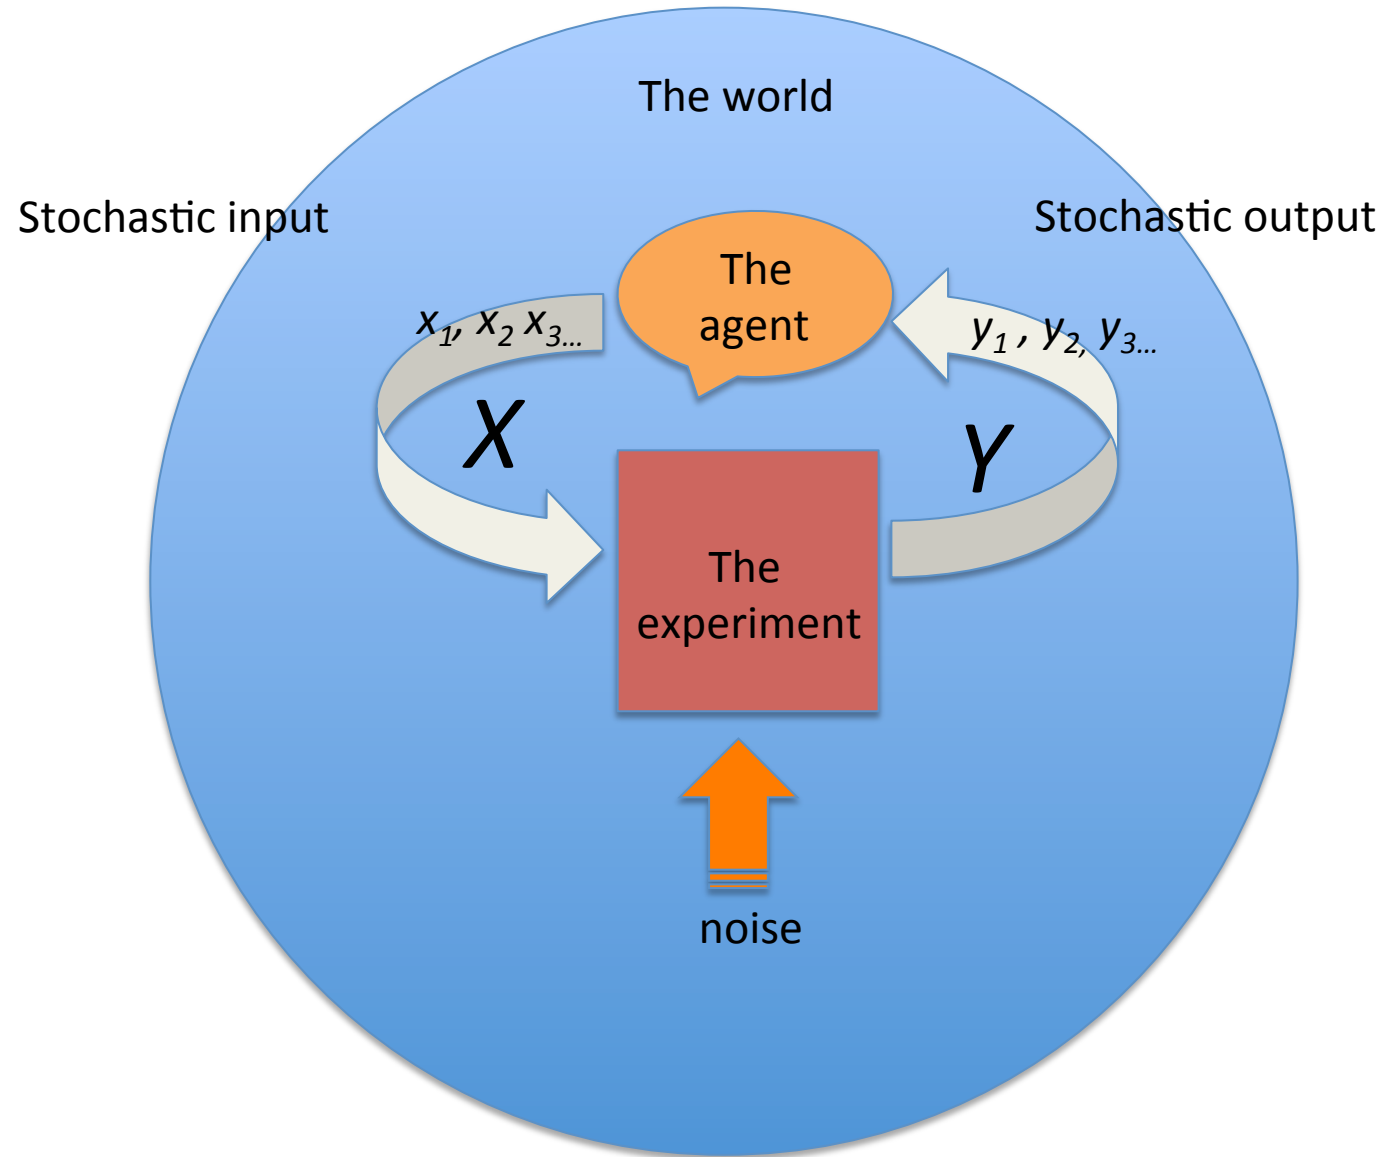 The world
Stochastic input
Stochastic output
The
agent
x₁, x₂ x₃...
y₁ , y₂, y₃...
X
Y
The
experiment
noise